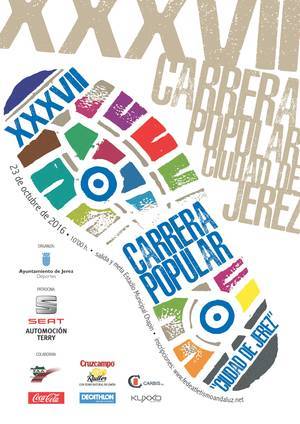 XXXVII
CARRERA
POPULAR
CIUDAD DE
JEREZ
XXXVII
CARRERA
POPULAR
"CIUDAD DE JEREZ"
23 de octubre de 2016 • 10'00 h. • salida y meta Estadio Municipal Chapín • inscripciones: www.fedeatletismoandaluz.net
ORGANIZA:
Ayuntamiento de Jerez
Deportes
PATROCINA:
SEAT
AUTOMOCIÓN
TERRY
COLABORAN:
Cruzcampo
Radler
CARBIS
Coca-Cola
DECATHLON